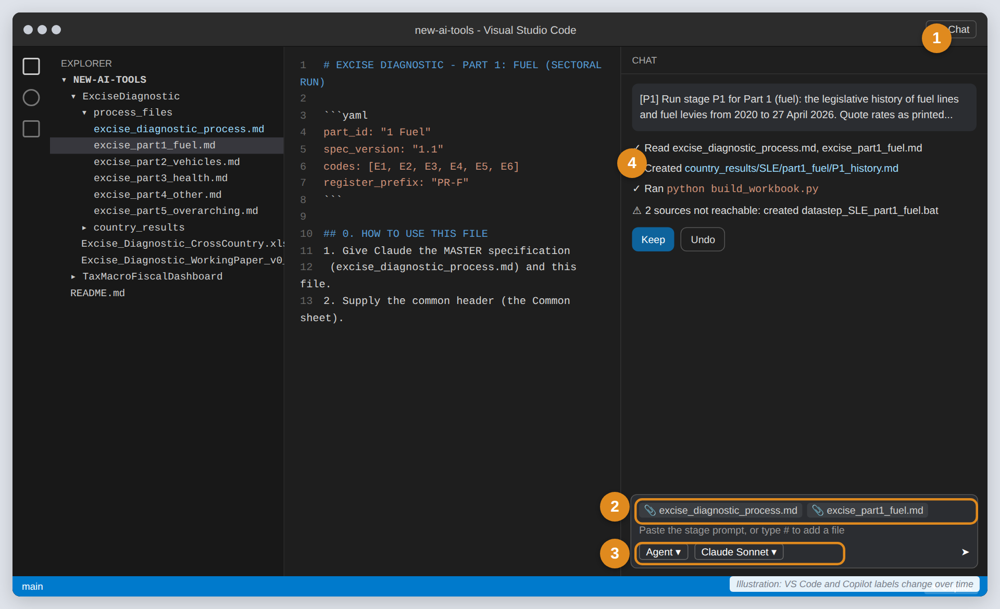 new-ai-tools - Visual Studio Code
Chat
1
EXPLORER
▾ NEW-AI-TOOLS
▾ ExciseDiagnostic
▾ process_files
excise_diagnostic_process.md
excise_part1_fuel.md
excise_part2_vehicles.md
excise_part3_health.md
excise_part4_other.md
excise_part5_overarching.md
▸ country_results
Excise_Diagnostic_CrossCountry.xls
Excise_Diagnostic_WorkingPaper_v0_
▸ TaxMacroFiscalDashboard
README.md
1 # EXCISE DIAGNOSTIC - PART 1: FUEL (SECTORAL
RUN)
2
3 ```yaml
4 part_id: "1 Fuel"
5 spec_version: "1.1"
6 codes: [E1, E2, E3, E4, E5, E6]
7 register_prefix: "PR-F"
8 ```
9
10 ## 0. HOW TO USE THIS FILE
11 1. Give Claude the MASTER specification
12 (excise_diagnostic_process.md) and this
file.
13 2. Supply the common header (the Common
sheet).
CHAT
[P1] Run stage P1 for Part 1 (fuel): the legislative history of fuel lines
and fuel levies from 2020 to 27 April 2026. Quote rates as printed...
✓ Read excise_diagnostic_process.md, excise_part1_fuel.md
4
Created country_results/SLE/part1_fuel/P1_history.md
✓ Ran python build_workbook.py
⚠ 2 sources not reachable: created datastep_SLE_part1_fuel.bat
Keep Undo
2
📎 excise_diagnostic_process.md 📎 excise_part1_fuel.md
Paste the stage prompt, or type # to add a file
3
Agent ▾ Claude Sonnet ▾ ➤
main
Illustration: VS Code and Copilot labels change over time